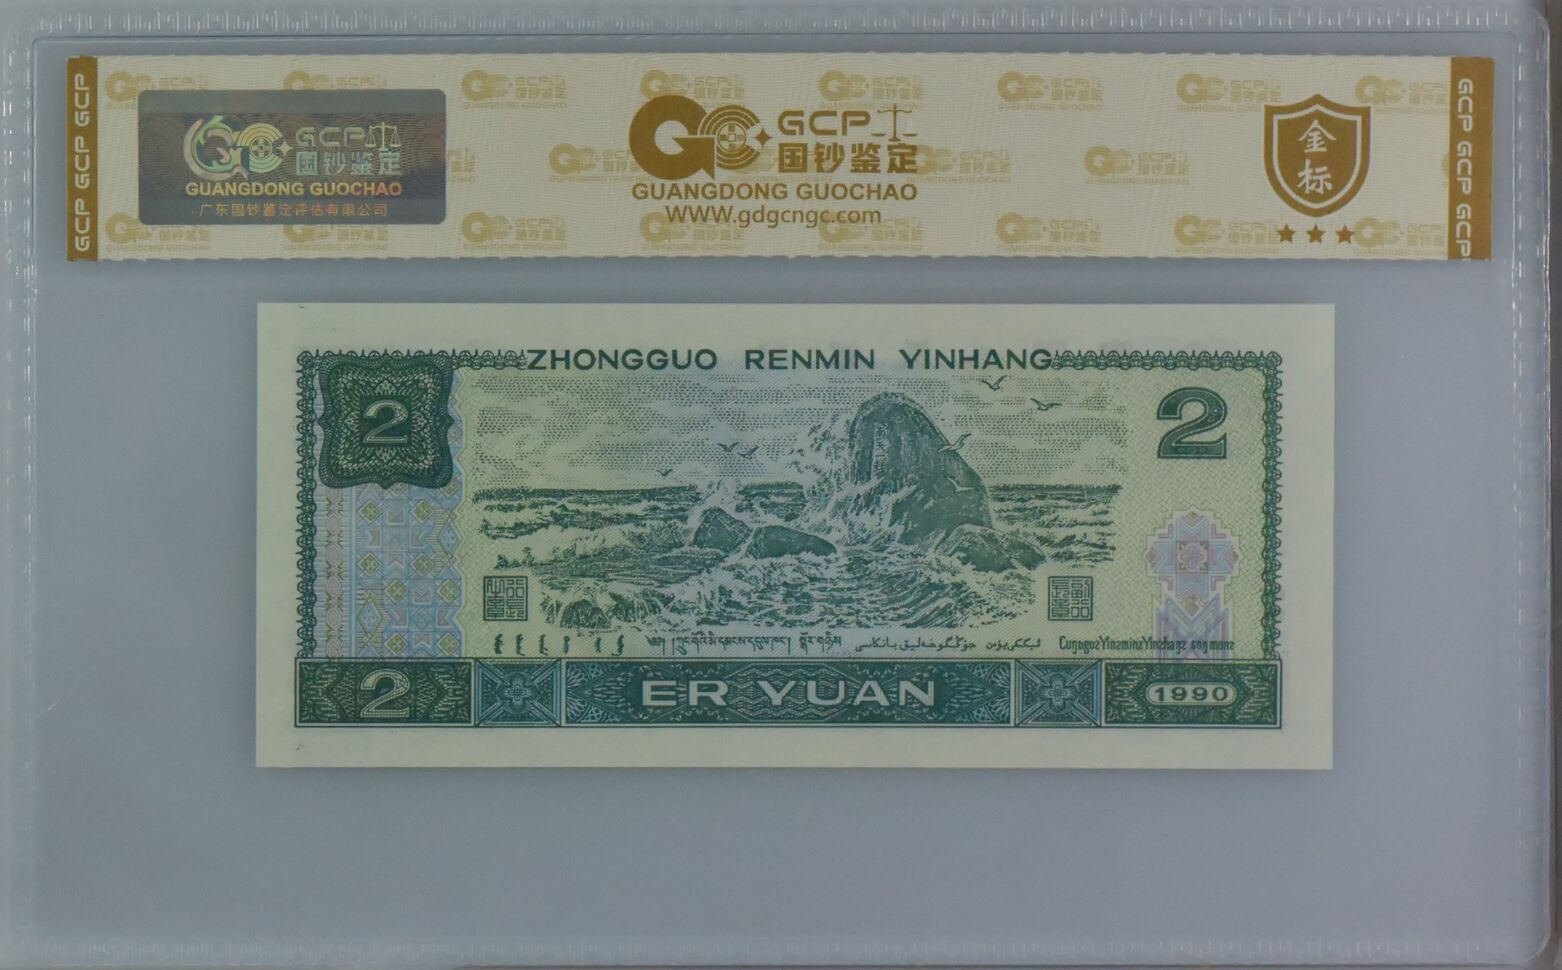 GCP GCP GCP
GCP
国钞鉴定
GUANGDONG GUOCHAO
广东国钞鉴定评估有限公司
GCP
国钞鉴定
GUANGDONG GUOCHAO
WWW.gdgcngc.com
金
标
GCP GCP GCP
ZHONGGUO RENMIN YINHANG
2
2
2
ER YUAN
1990